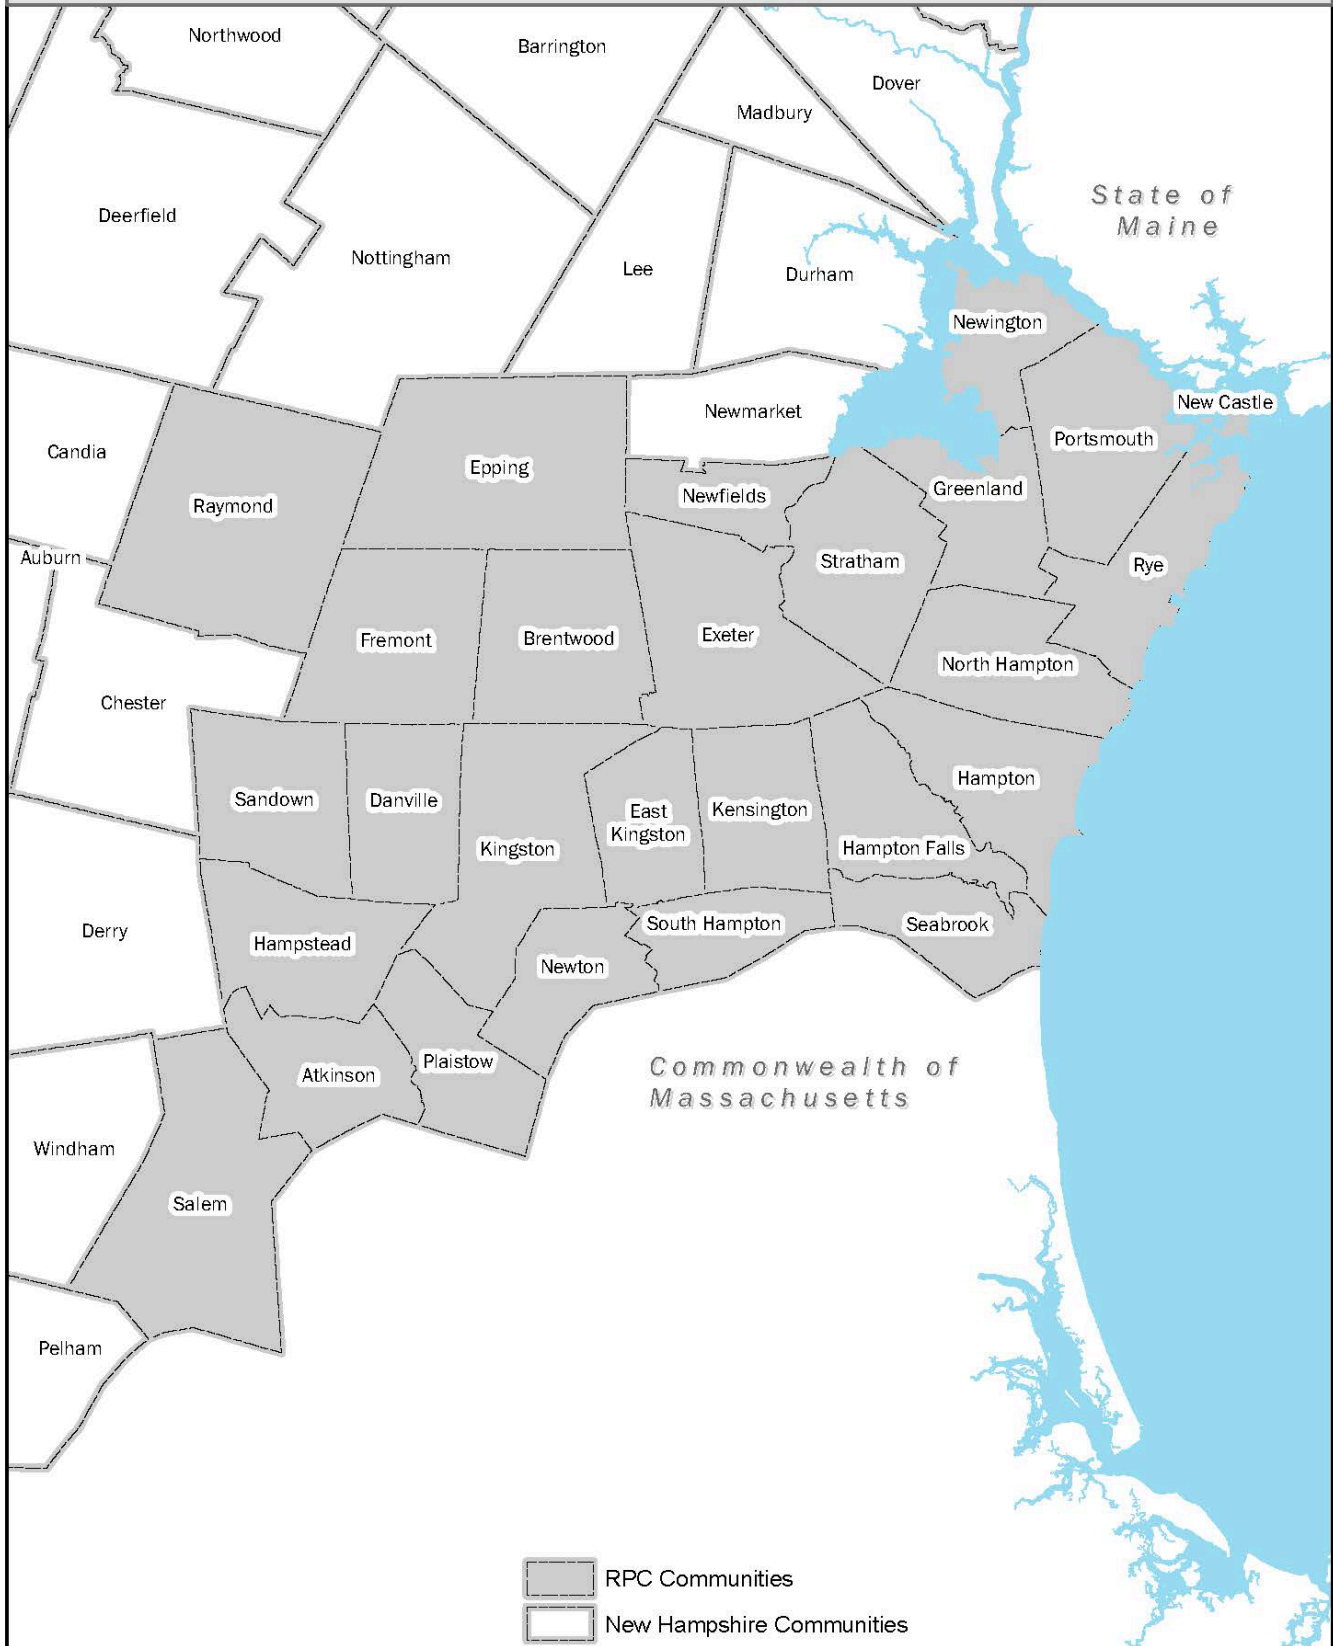 Northwood
Barrington
Dover
Madbury
State of
Maine
Deerfield
Nottingham
Lee
Durham
Newington
New Castle
Newmarket
Portsmouth
Candia
Epping
Greenland
Newfields
Raymond
Auburn
Stratham
Rye
Fremont
Brentwood
Exeter
North Hampton
Chester
Hampton
Sandown
Danville
East
Kingston
Kensington
Kingston
Hampton Falls
Derry
Hampstead
South Hampton
Seabrook
Newton
Plaistow
Atkinson
Commonwealth of
Massachusetts
Windham
Salem
Pelham
RPC Communities
New Hampshire Communities